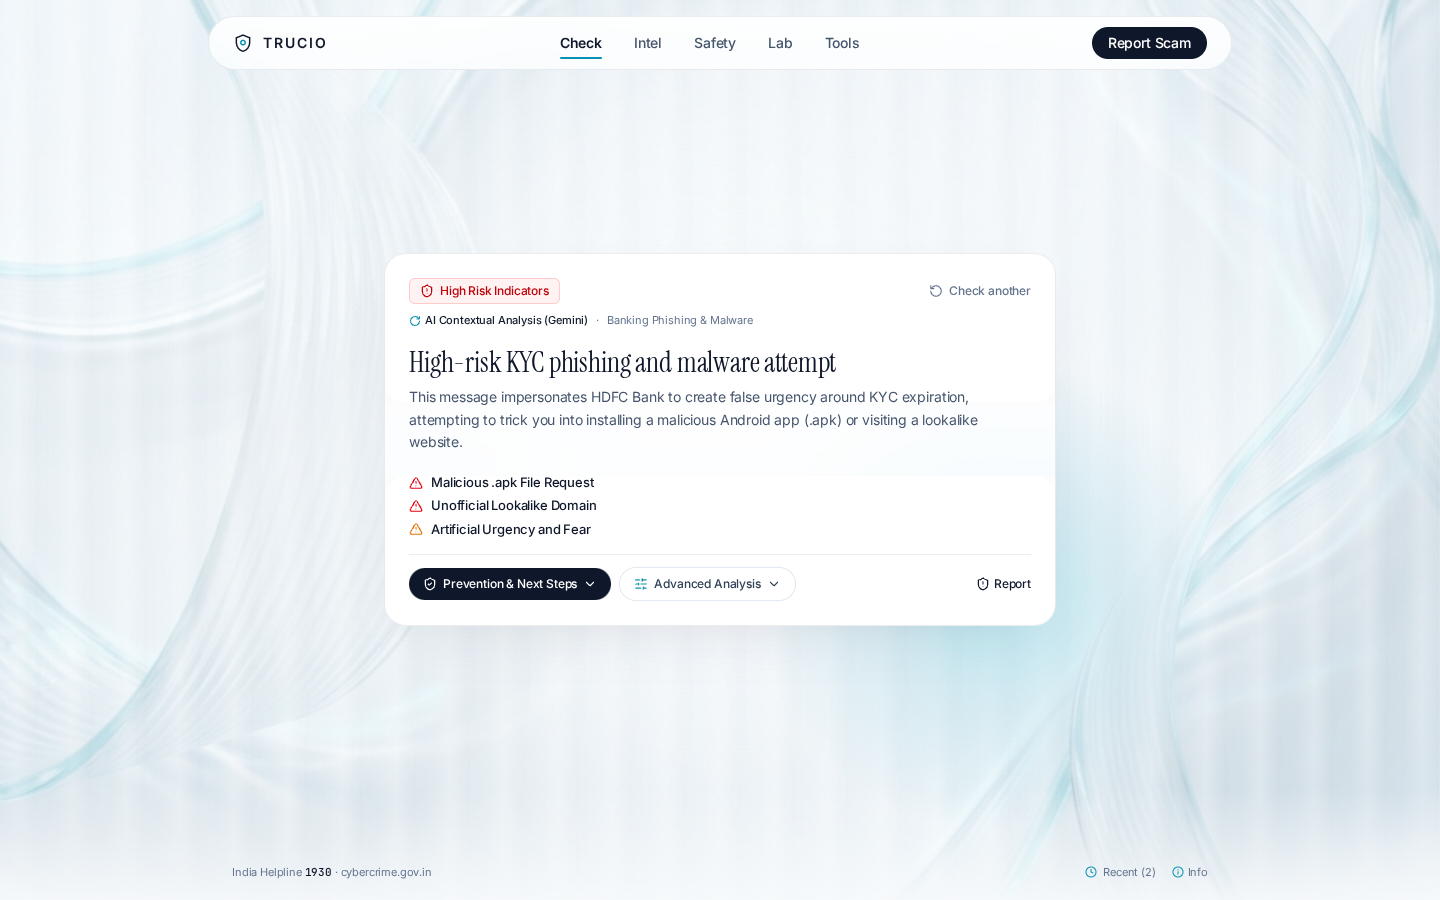 TRUCIO
Check
Intel
Safety
Lab
Tools
Report Scam
High Risk Indicators
Check another
AI Contextual Analysis (Gemini) · Banking Phishing & Malware
High-risk KYC phishing and malware attempt
This message impersonates HDFC Bank to create false urgency around KYC expiration,
attempting to trick you into installing a malicious Android app (.apk) or visiting a lookalike
website.
Malicious .apk File Request
Unofficial Lookalike Domain
Artificial Urgency and Fear
Prevention & Next Steps
Advanced Analysis
Report
India Helpline 1930 · cybercrime.gov.in
Recent (2)
Info